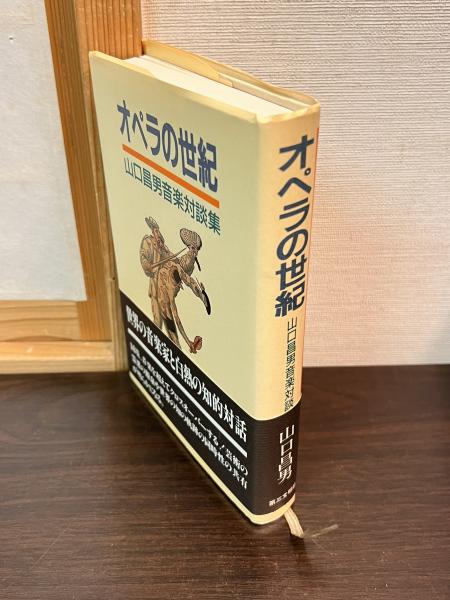 オペラの世紀
山口昌男音楽対談集
世界の音楽家と白熱の知的対話
オペラの世紀
山口昌男音楽対談
山口昌男